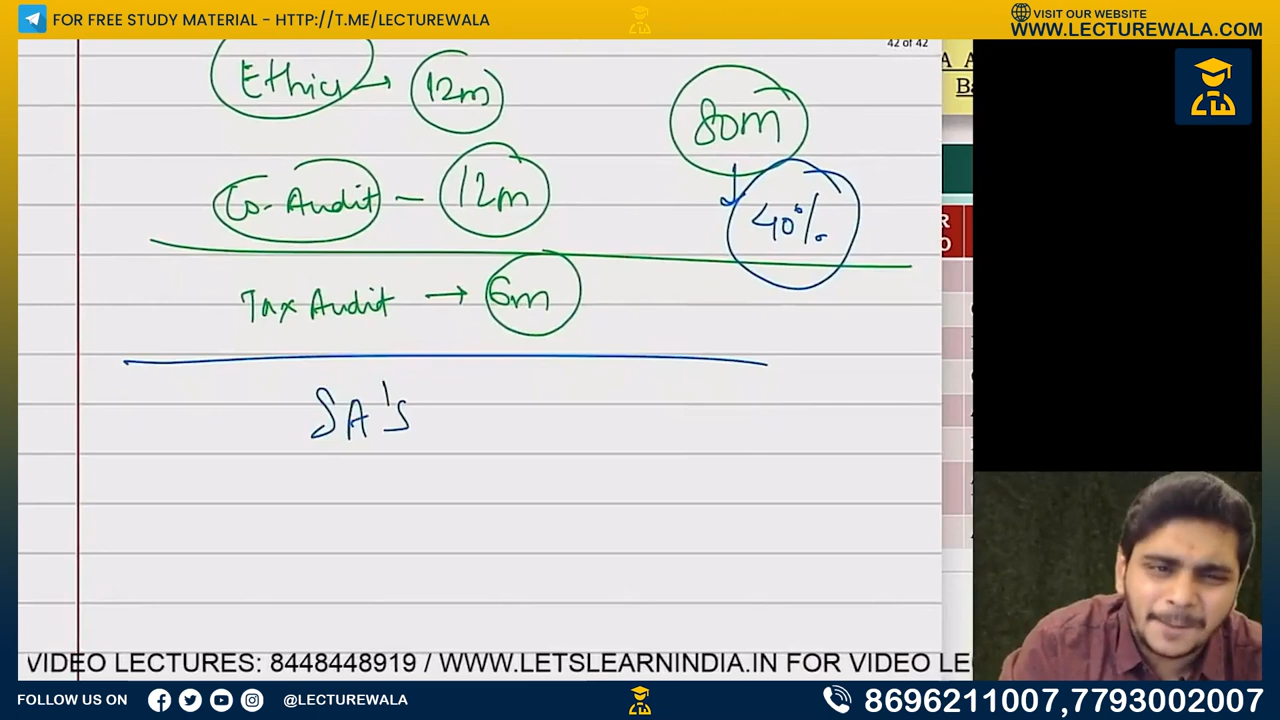 FOR FREE STUDY MATERIAL - HTTP://T.ME/LECTUREWALA
VISIT OUR WEBSITE
WWW.LECTUREWALA.COM
42 of 42
Ethics → 12m
80m
Co-Audit — 12m
40%
Tax Audit → 6m
SA's
A A
Ba
R
O
VIDEO LECTURES: 8448448919 / WWW.LETSLEARNINDIA.IN FOR VIDEO LE
FOLLOW US ON
@LECTUREWALA
8696211007,7793002007